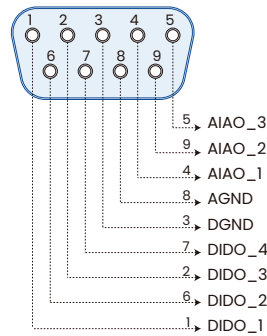 1 2 3 4 5
6 7 8 9
5 AIAO_3
9 AIAO_2
4 AIAO_1
8 AGND
3 DGND
7 DIDO_4
2 DIDO_3
6 DIDO_2
1 DIDO_1